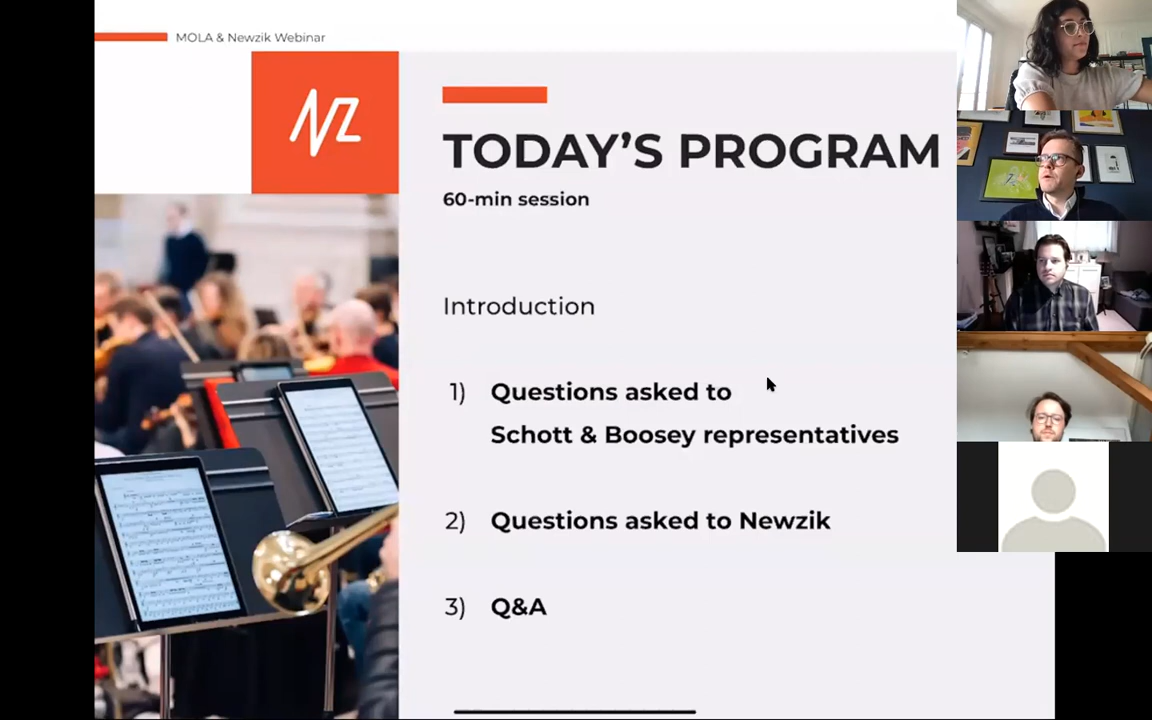 MOLA & Newzik Webinar
NZ
TODAY’S PROGRAM
60-min session
Introduction
1) Questions asked to
Schott & Boosey representatives
2) Questions asked to Newzik
3) Q&A